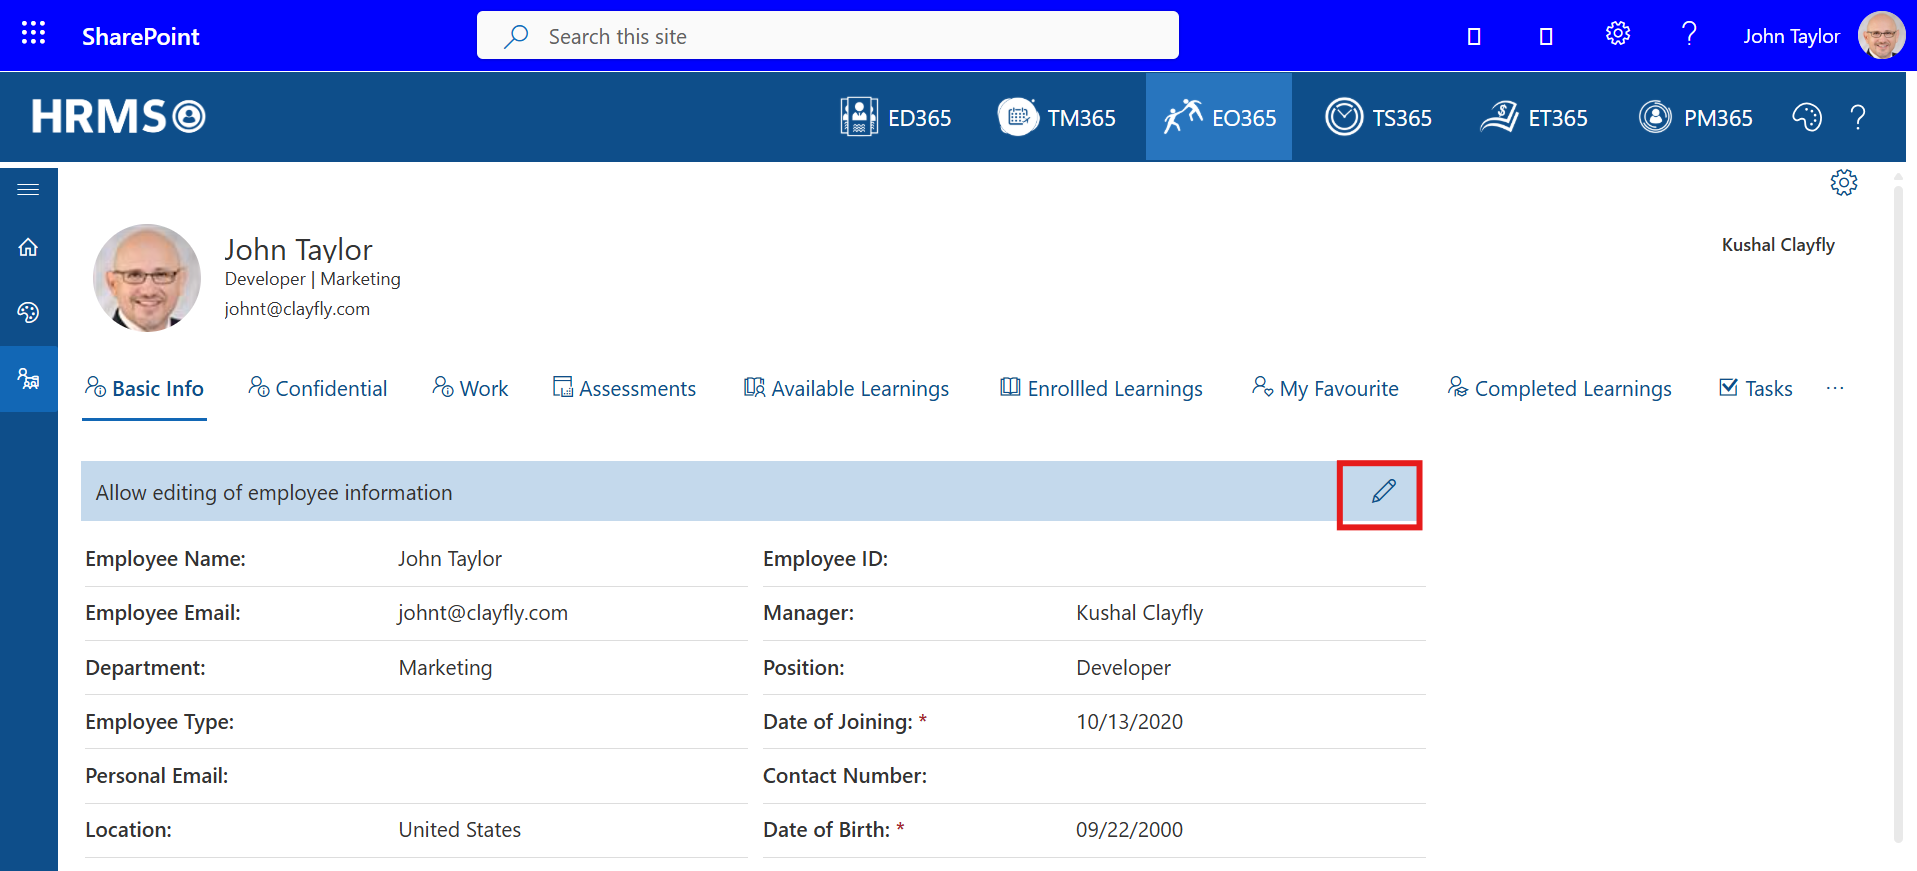 SharePoint
Search this site
John Taylor
HRMS
ED365
TM365
EO365
TS365
ET365
PM365
John Taylor
Developer | Marketing
johnt@clayfly.com
Kushal Clayfly
Basic Info
Confidential
Work
Assessments
Available Learnings
Enrollled Learnings
My Favourite
Completed Learnings
Tasks
Allow editing of employee information
Employee Name: John Taylor
Employee ID:
Employee Email: johnt@clayfly.com
Manager: Kushal Clayfly
Department: Marketing
Position: Developer
Employee Type:
Date of Joining: * 10/13/2020
Personal Email:
Contact Number:
Location: United States
Date of Birth: * 09/22/2000